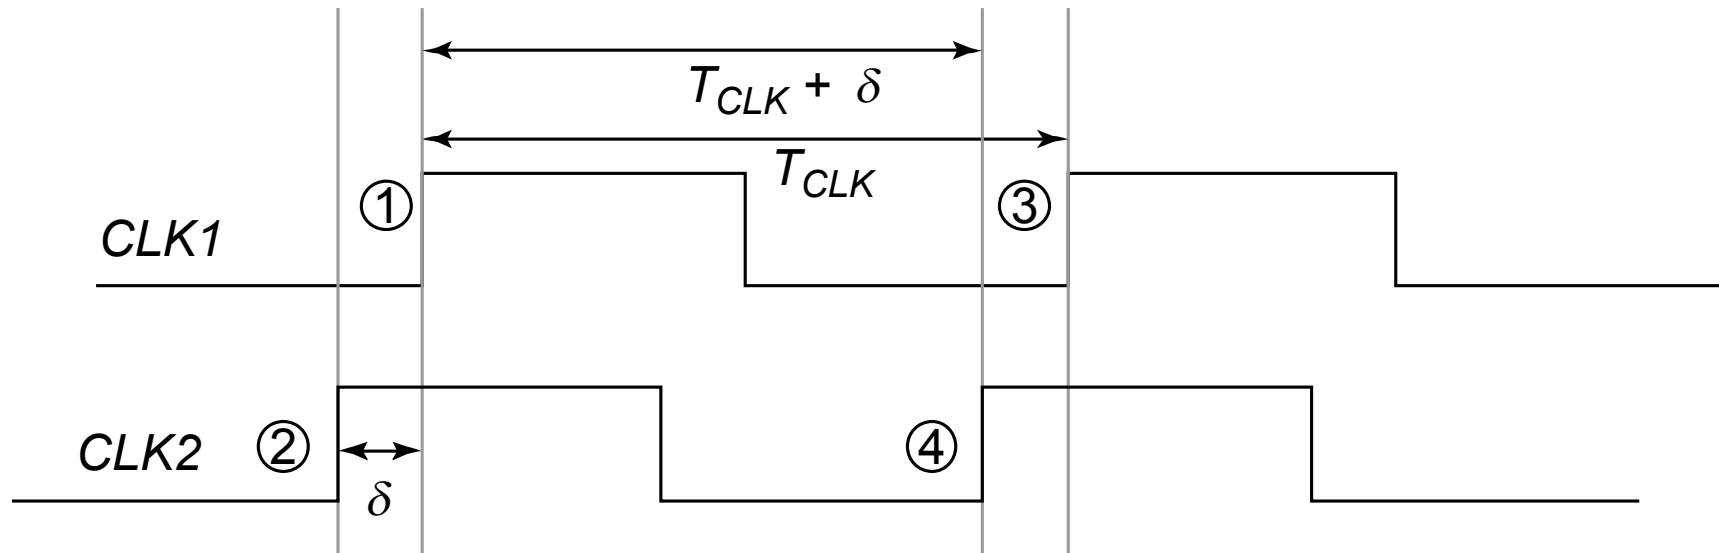 T_CLK + δ
T_CLK
① ③
CLK1
CLK2 ② ④
δ